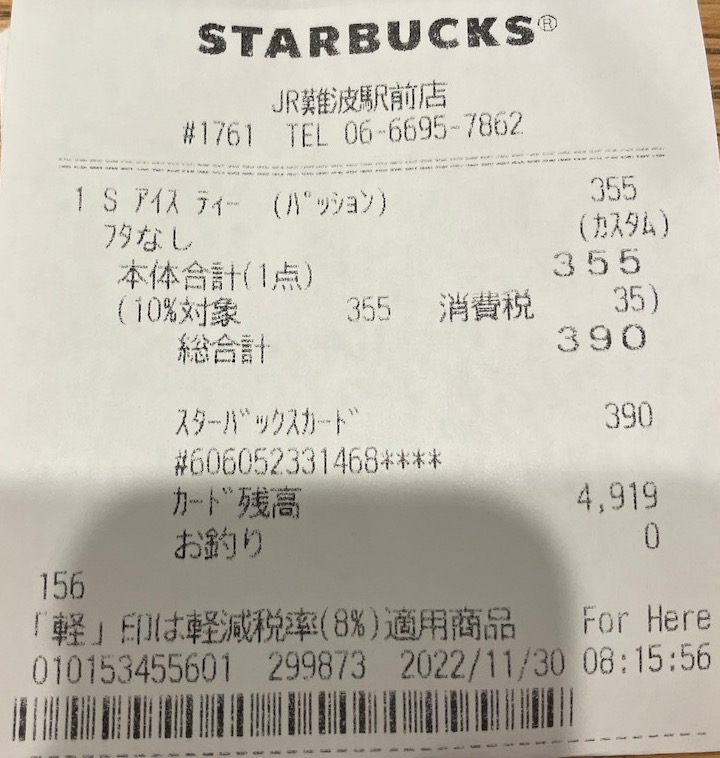 STARBUCKS®
JR難波駅前店
#1761 TEL 06-6695-7862
1 S アイス ティー (パッション) 355
フタなし (カスタム)
本体合計(1点) 355
(10%対象 355 消費税 35)
総合計 390
スターバックスカード 390
#606052331468****
カード残高 4,919
お釣り 0
156
「軽」印は軽減税率(8%)適用商品 For Here
010153455601 299873 2022/11/30 08:15:56